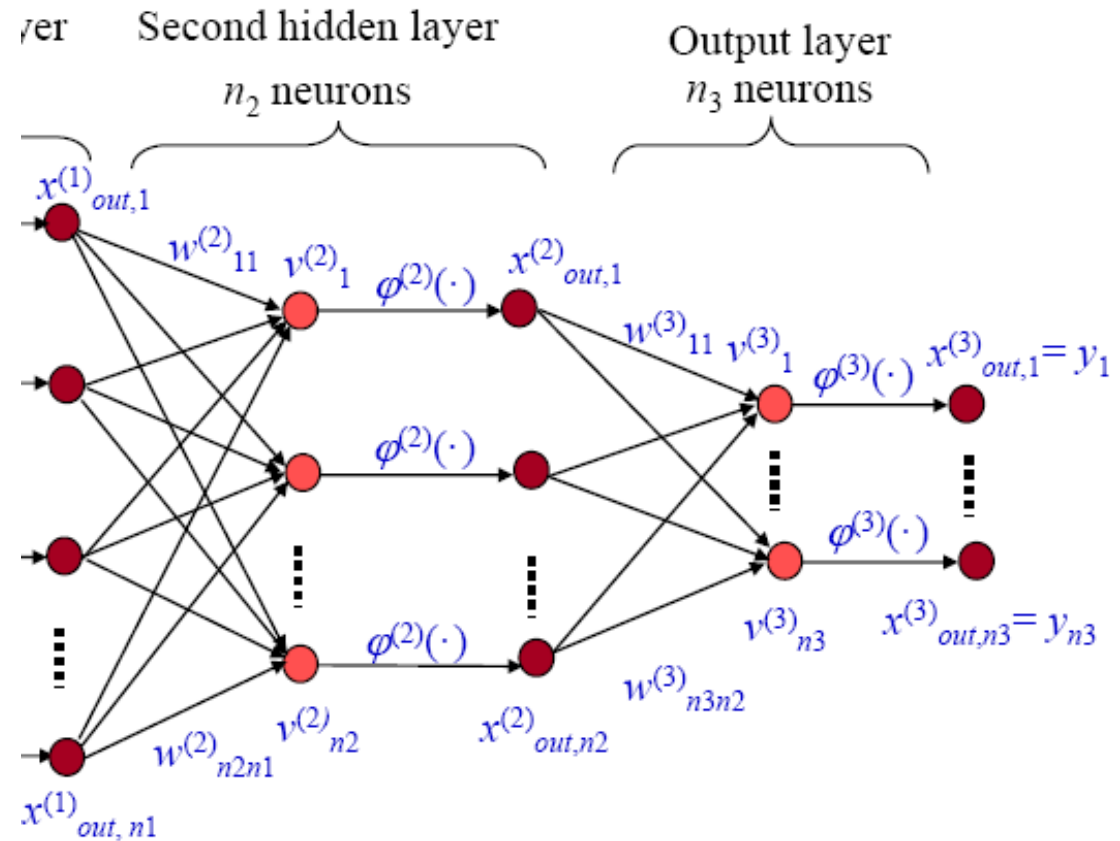 yer
Second hidden layer
n₂ neurons
Output layer
n₃ neurons
x⁽¹⁾out,1
w⁽²⁾11
v⁽²⁾1
φ⁽²⁾(·)
x⁽²⁾out,1
w⁽³⁾11
v⁽³⁾1
φ⁽³⁾(·)
x⁽³⁾out,1= y₁
φ⁽²⁾(·)
φ⁽³⁾(·)
φ⁽²⁾(·)
v⁽³⁾n3
x⁽³⁾out,n3= yn3
w⁽³⁾n3n2
w⁽²⁾n2n1
v⁽²⁾n2
x⁽²⁾out,n2
x⁽¹⁾out, n1